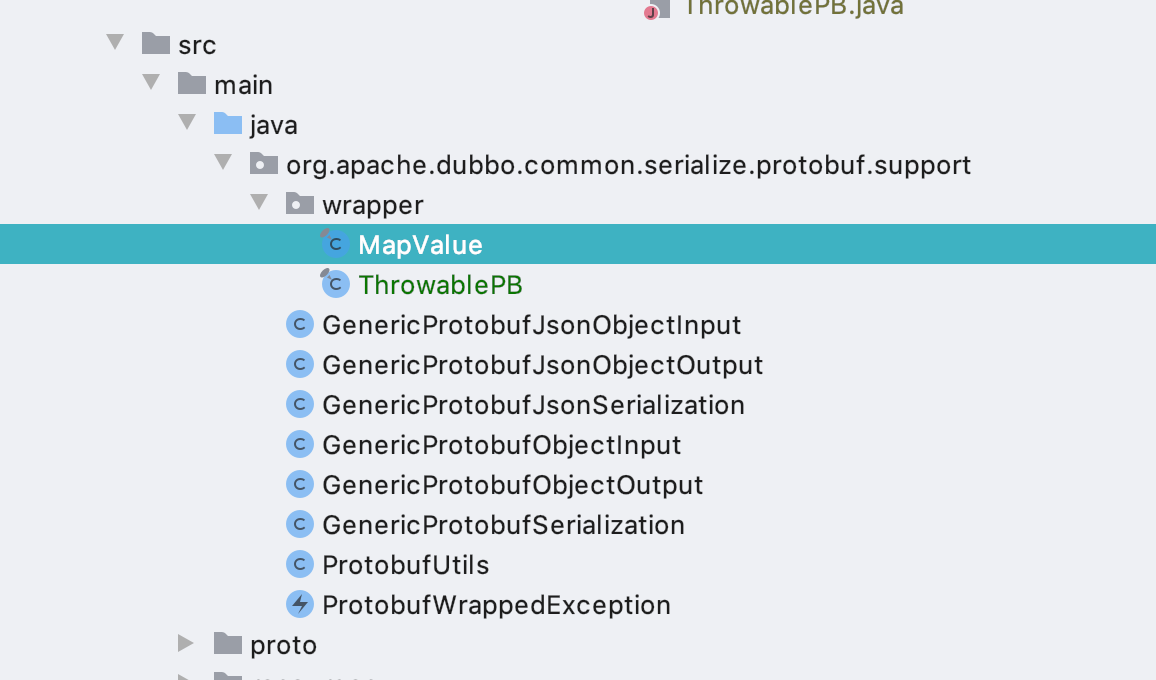 ThrowablePB.java
src
main
java
org.apache.dubbo.common.serialize.protobuf.support
wrapper
MapValue
ThrowablePB
GenericProtobufJsonObjectInput
GenericProtobufJsonObjectOutput
GenericProtobufJsonSerialization
GenericProtobufObjectInput
GenericProtobufObjectOutput
GenericProtobufSerialization
ProtobufUtils
ProtobufWrappedException
proto